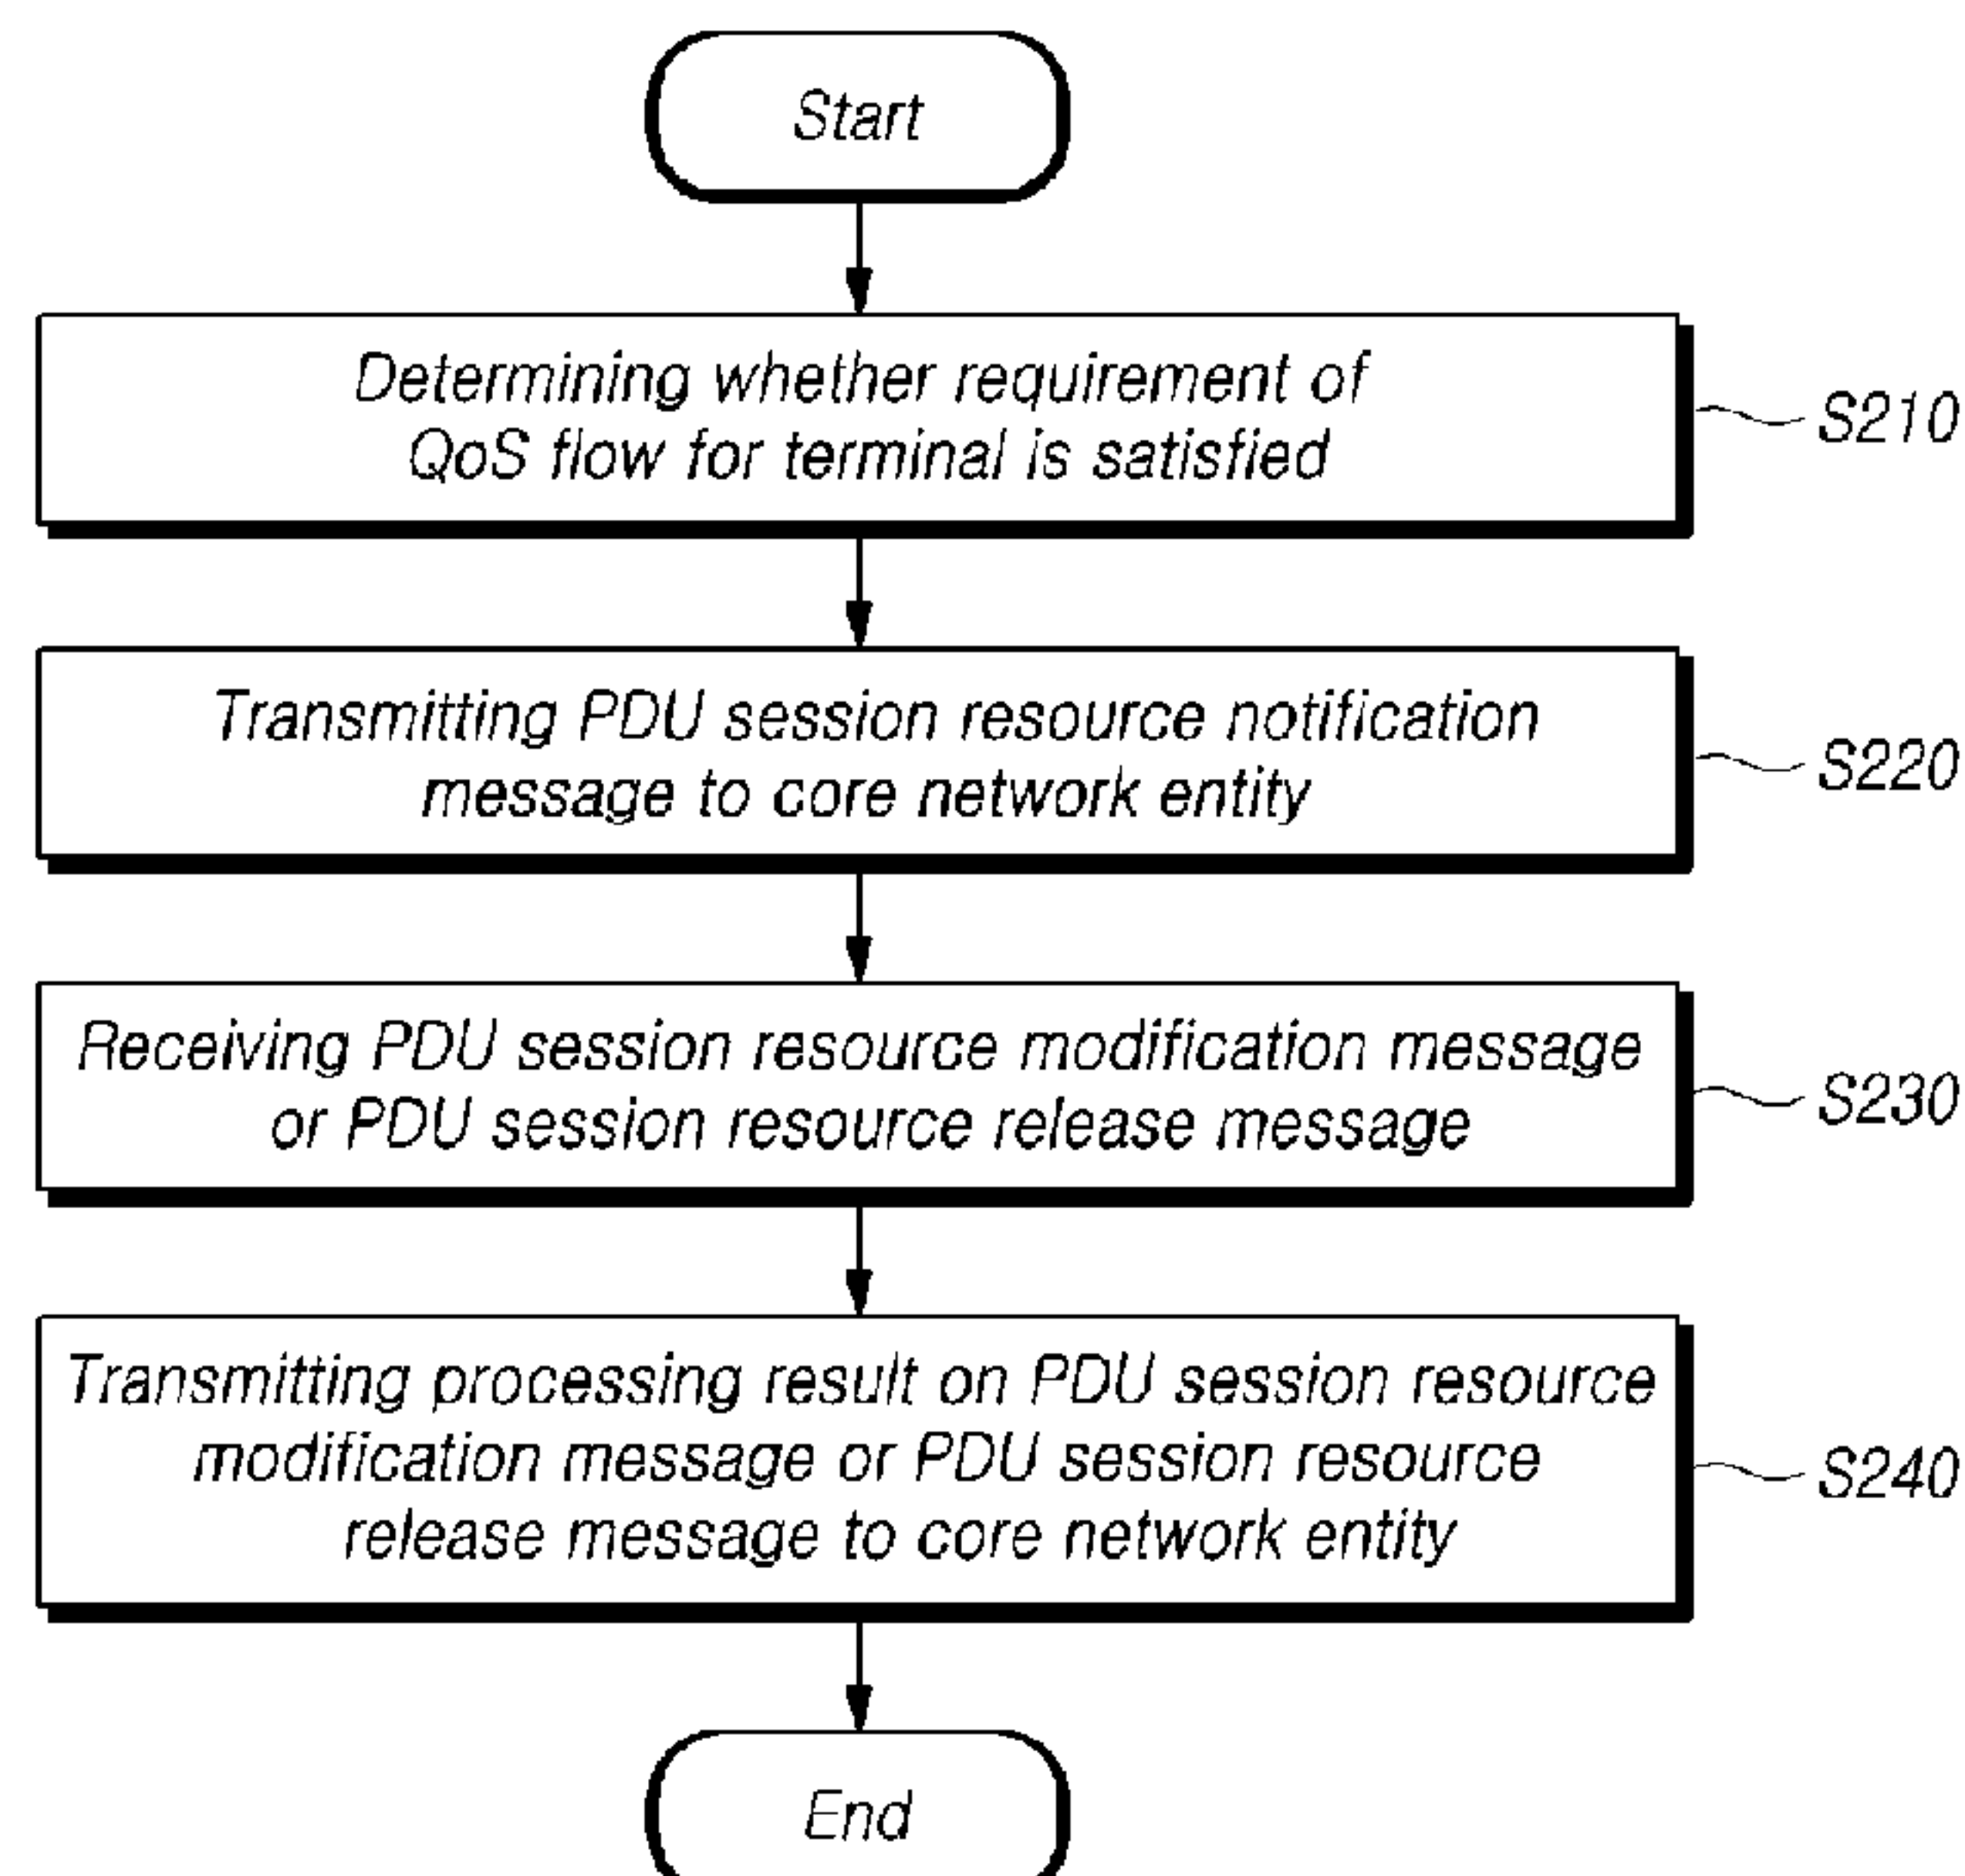 Start
Determining whether requirement of
QoS flow for terminal is satisfied
S210
Transmitting PDU session resource notification
message to core network entity
S220
Receiving PDU session resource modification message
or PDU session resource release message
S230
Transmitting processing result on PDU session resource
modification message or PDU session resource
release message to core network entity
S240
End